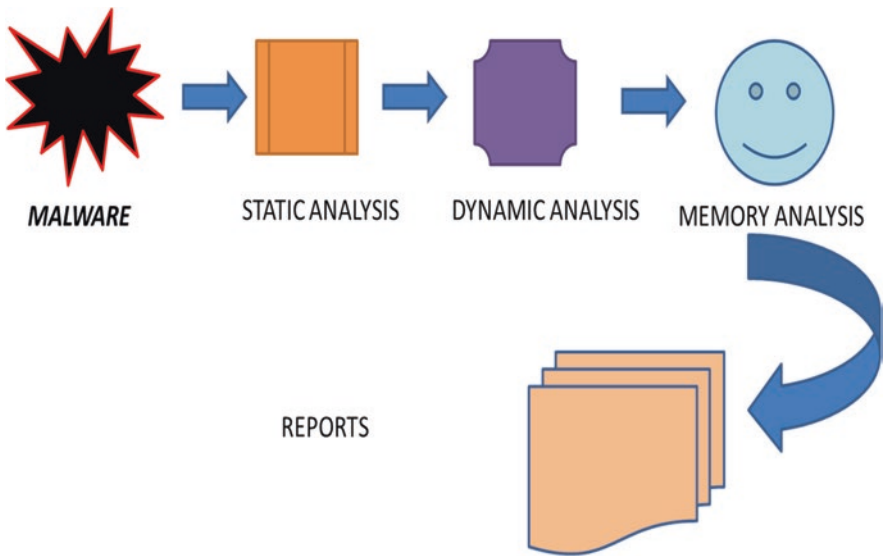 MALWARE
STATIC ANALYSIS
DYNAMIC ANALYSIS
MEMORY ANALYSIS
REPORTS